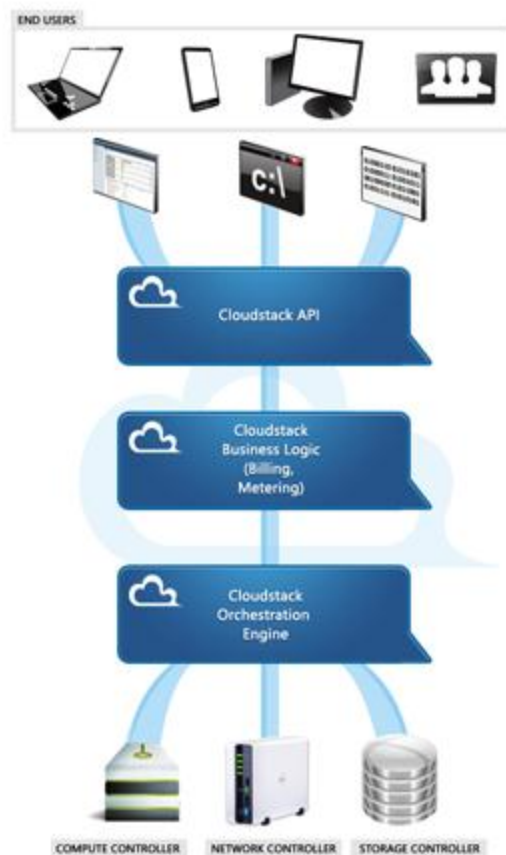 END USERS
C:\
Cloudstack API
Cloudstack
Business Logic
(Billing,
Metering)
Cloudstack
Orchestration
Engine
COMPUTE CONTROLLER
NETWORK CONTROLLER
STORAGE CONTROLLER